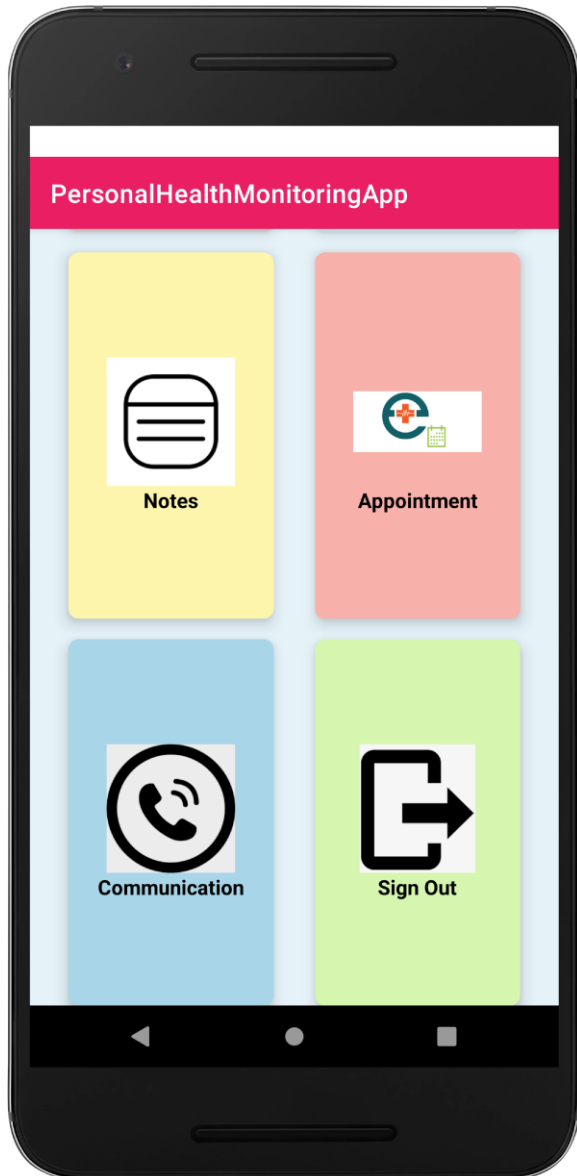 PersonalHealthMonitoringApp
Notes
Appointment
Communication
Sign Out